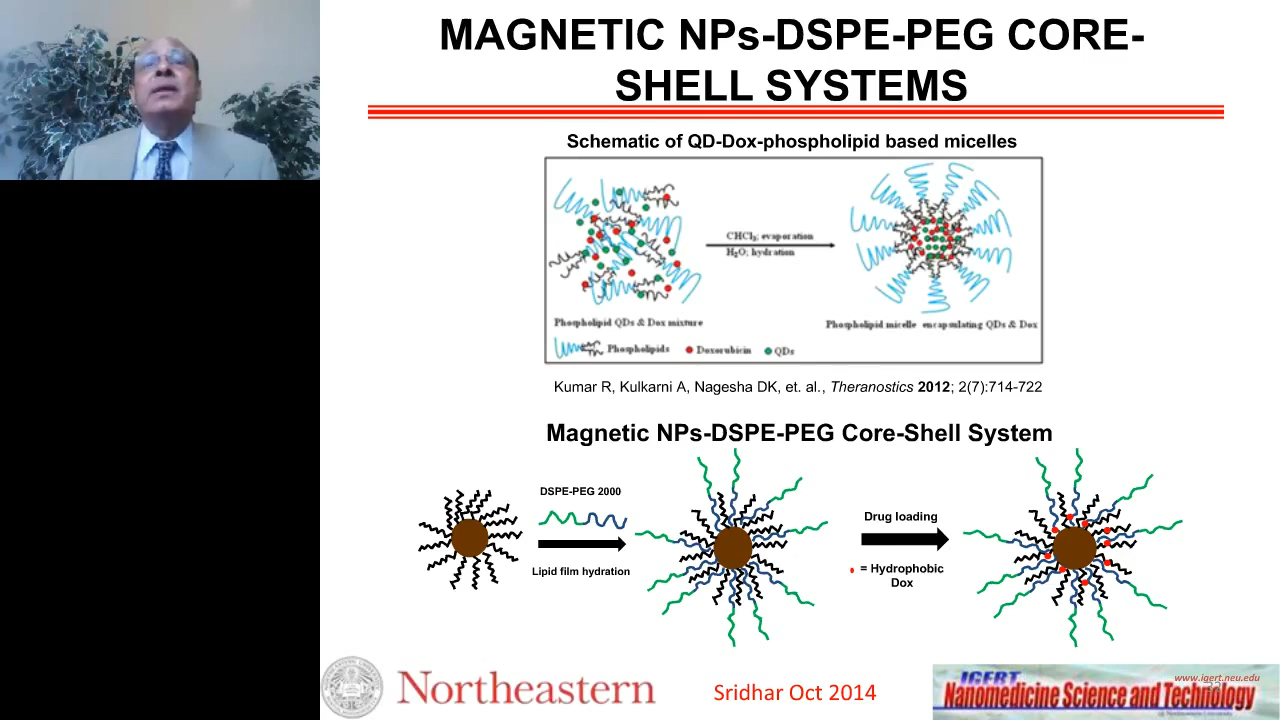 MAGNETIC NPs-DSPE-PEG CORE-
SHELL SYSTEMS
Schematic of QD-Dox-phospholipid based micelles
CHCl3; evaporation
H2O; hydration
Phospholipid QDs & Dox mixture
Phospholipid micelle encapsulating QDs & Dox
Phospholipids
Doxorubicin
QDs
Kumar R, Kulkarni A, Nagesha DK, et. al., Theranostics 2012; 2(7):714-722
Magnetic NPs-DSPE-PEG Core-Shell System
DSPE-PEG 2000
Lipid film hydration
Drug loading
= Hydrophobic
Dox
Northeastern
Sridhar Oct 2014
www.igert.neu.edu
IGERT
Nanomedicine Science and Technology
@ Northeastern University